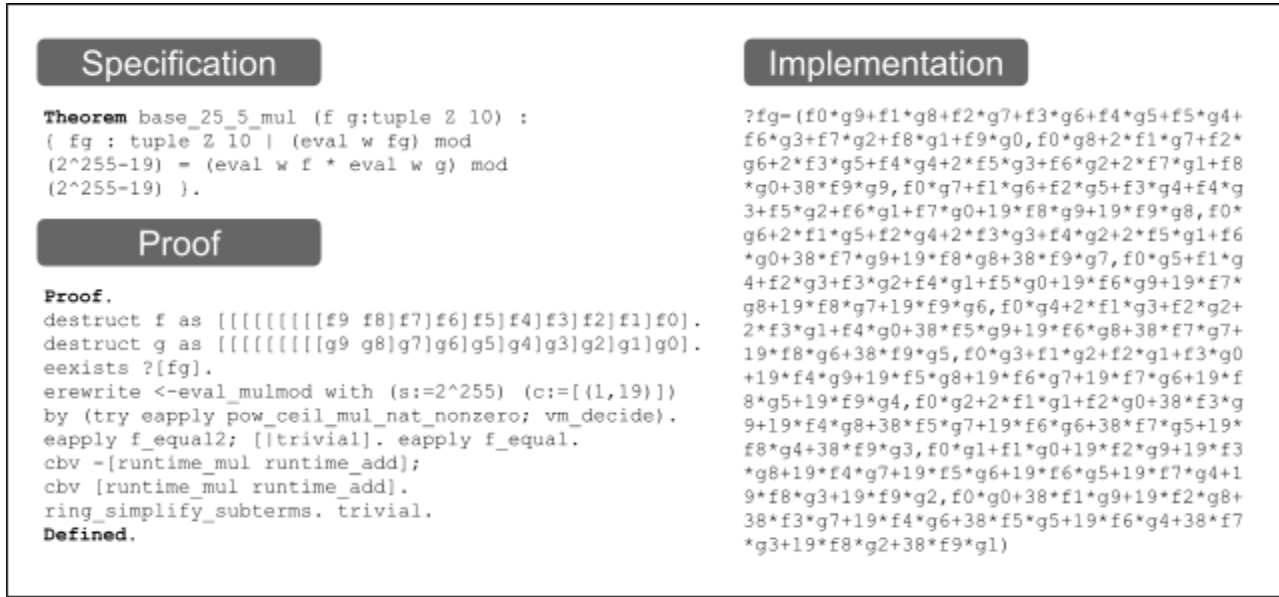 Specification
Theorem base_25_5_mul (f g:tuple Z 10) :
{ fg : tuple Z 10 | (eval w fg) mod
(2^255-19) = (eval w f * eval w g) mod
(2^255-19) }.
Proof
Proof.
destruct f as [[[[[[[[[f9 f8]f7]f6]f5]f4]f3]f2]f1]f0].
destruct g as [[[[[[[[[g9 g8]g7]g6]g5]g4]g3]g2]g1]g0].
eexists ?[fg].
erewrite <-eval_mulmod with (s:=2^255) (c:=[(1,19)])
by (try eapply pow_ceil_mul_nat_nonzero; vm_decide).
eapply f_equal2; [|trivial]. eapply f_equal.
cbv -[runtime_mul runtime_add];
cbv [runtime_mul runtime_add].
ring_simplify_subterms. trivial.
Defined.
Implementation
?fg=(f0*g9+f1*g8+f2*g7+f3*g6+f4*g5+f5*g4+
f6*g3+f7*g2+f8*g1+f9*g0,f0*g8+2*f1*g7+f2*
g6+2*f3*g5+f4*g4+2*f5*g3+f6*g2+2*f7*g1+f8
*g0+38*f9*g9,f0*g7+f1*g6+f2*g5+f3*g4+f4*g
3+f5*g2+f6*g1+f7*g0+19*f8*g9+19*f9*g8,f0*
g6+2*f1*g5+f2*g4+2*f3*g3+f4*g2+2*f5*g1+f6
*g0+38*f7*g9+19*f8*g8+38*f9*g7,f0*g5+f1*g
4+f2*g3+f3*g2+f4*g1+f5*g0+19*f6*g9+19*f7*
g8+19*f8*g7+19*f9*g6,f0*g4+2*f1*g3+f2*g2+
2*f3*g1+f4*g0+38*f5*g9+19*f6*g8+38*f7*g7+
19*f8*g6+38*f9*g5,f0*g3+f1*g2+f2*g1+f3*g0
+19*f4*g9+19*f5*g8+19*f6*g7+19*f7*g6+19*f
8*g5+19*f9*g4,f0*g2+2*f1*g1+f2*g0+38*f3*g
9+19*f4*g8+38*f5*g7+19*f6*g6+38*f7*g5+19*
f8*g4+38*f9*g3,f0*g1+f1*g0+19*f2*g9+19*f3
*g8+19*f4*g7+19*f5*g6+19*f6*g5+19*f7*g4+1
9*f8*g3+19*f9*g2,f0*g0+38*f1*g9+19*f2*g8+
38*f3*g7+19*f4*g6+38*f5*g5+19*f6*g4+38*f7
*g3+19*f8*g2+38*f9*g1)